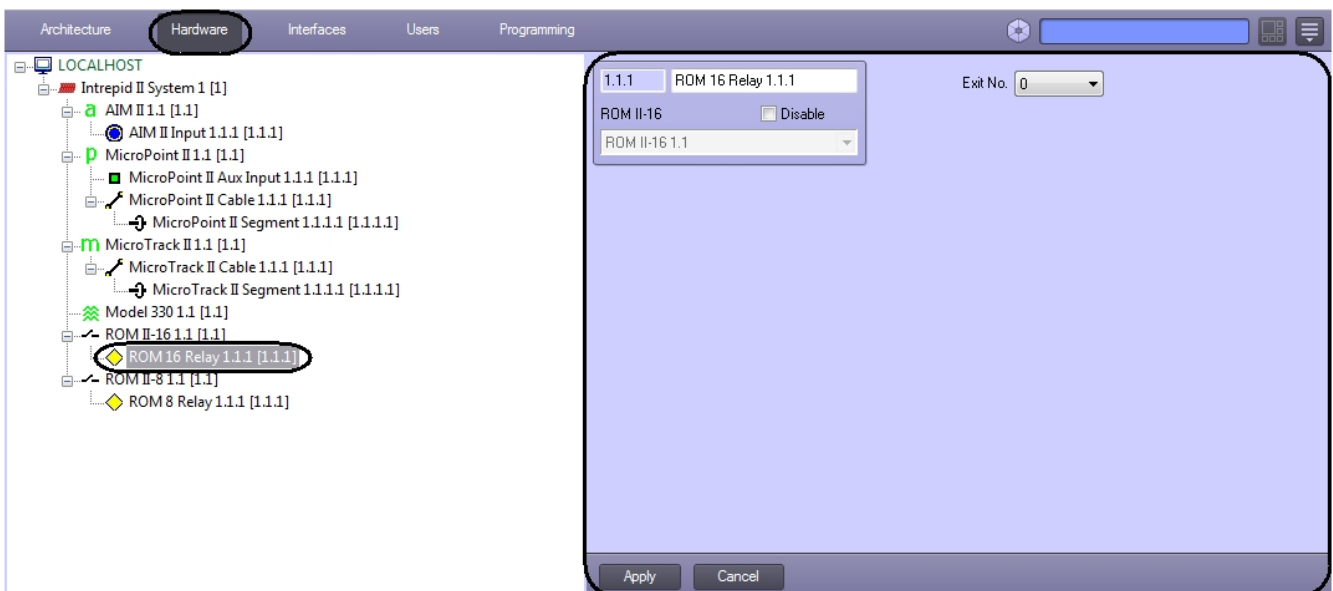 Architecture Hardware Interfaces Users Programming
LOCALHOST
Intrepid II System 1 [1]
a AIM II 1.1 [1.1]
AIM II Input 1.1.1 [1.1.1]
p MicroPoint II 1.1 [1.1]
MicroPoint II Aux Input 1.1.1 [1.1.1]
MicroPoint II Cable 1.1.1 [1.1.1]
MicroPoint II Segment 1.1.1.1 [1.1.1.1]
m MicroTrack II 1.1 [1.1]
MicroTrack II Cable 1.1.1 [1.1.1]
MicroTrack II Segment 1.1.1.1 [1.1.1.1]
Model 330 1.1 [1.1]
ROM II-16 1.1 [1.1]
ROM 16 Relay 1.1.1 [1.1.1]
ROM II-8 1.1 [1.1]
ROM 8 Relay 1.1.1 [1.1.1]
1.1.1 ROM 16 Relay 1.1.1 Exit No. 0
ROM II-16 Disable
ROM II-16 1.1
Apply Cancel